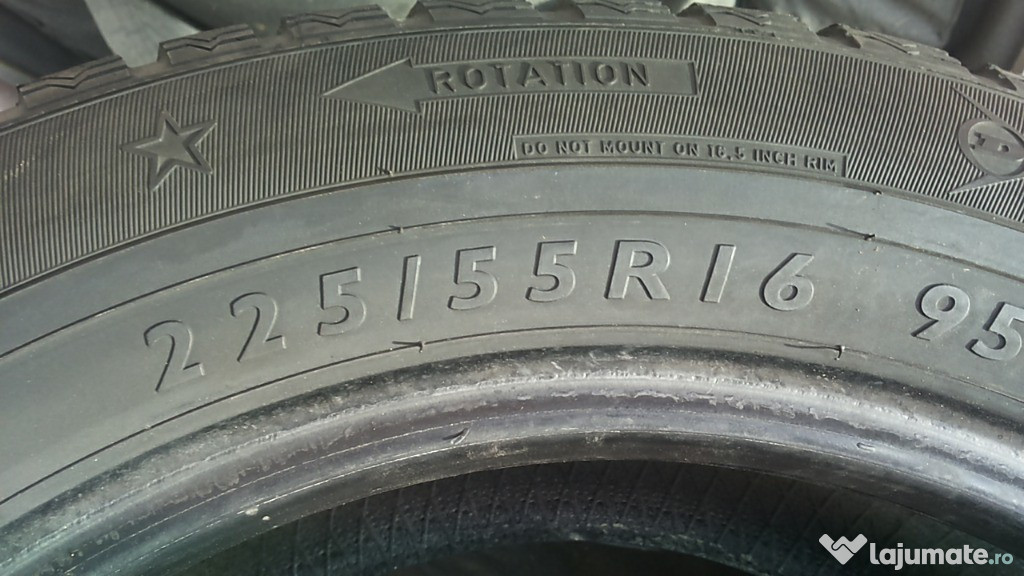 ROTATION
DO NOT MOUNT ON 16.5 INCH RIM
225/55R16 95
lajumate.ro